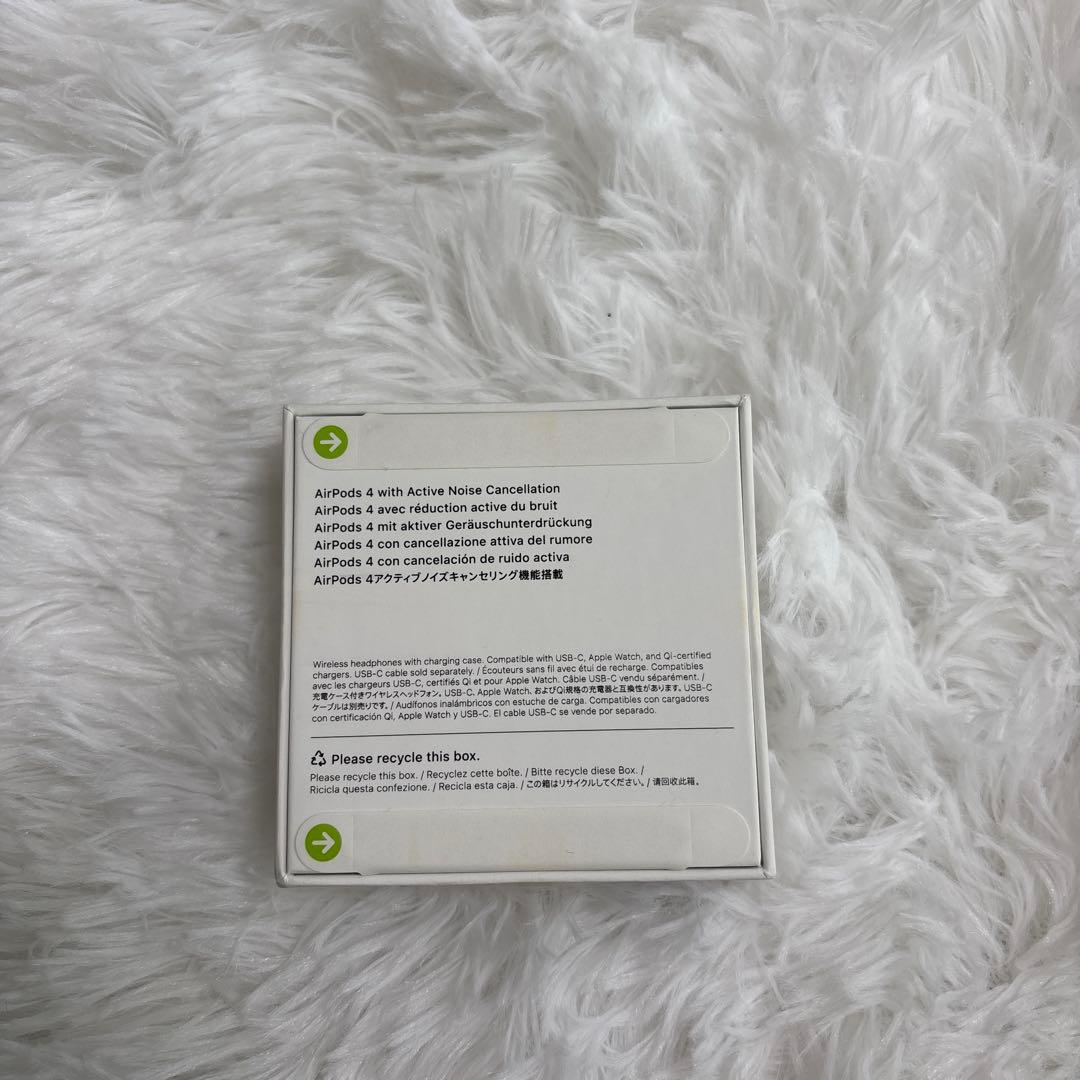 AirPods 4 with Active Noise Cancellation
AirPods 4 avec réduction active du bruit
AirPods 4 mit aktiver Geräuschunterdrückung
AirPods 4 con cancellazione attiva del rumore
AirPods 4 con cancelación de ruido activa
AirPods 4アクティブノイズキャンセリング機能搭載
Wireless headphones with charging case. Compatible with USB-C, Apple Watch, and Qi-certified
chargers. USB-C cable sold separately. / Écouteurs sans fil avec étui de recharge. Compatibles
avec les chargeurs USB-C, certifiés Qi et pour Apple Watch. Câble USB-C vendu séparément. /
充電ケース付きワイヤレスヘッドフォン。USB-C、Apple Watch、およびQi規格の充電器と互換性があります。USB-C
ケーブルは別売りです。/ Audífonos inalámbricos con estuche de carga. Compatibles con cargadores
con certificación Qi, Apple Watch y USB-C. El cable USB-C se vende por separado.
Please recycle this box.
Please recycle this box. / Recyclez cette boîte. / Bitte recycle diese Box. /
Ricicla questa confezione. / Recicla esta caja. / この箱はリサイクルしてください。/ 请回收此箱。